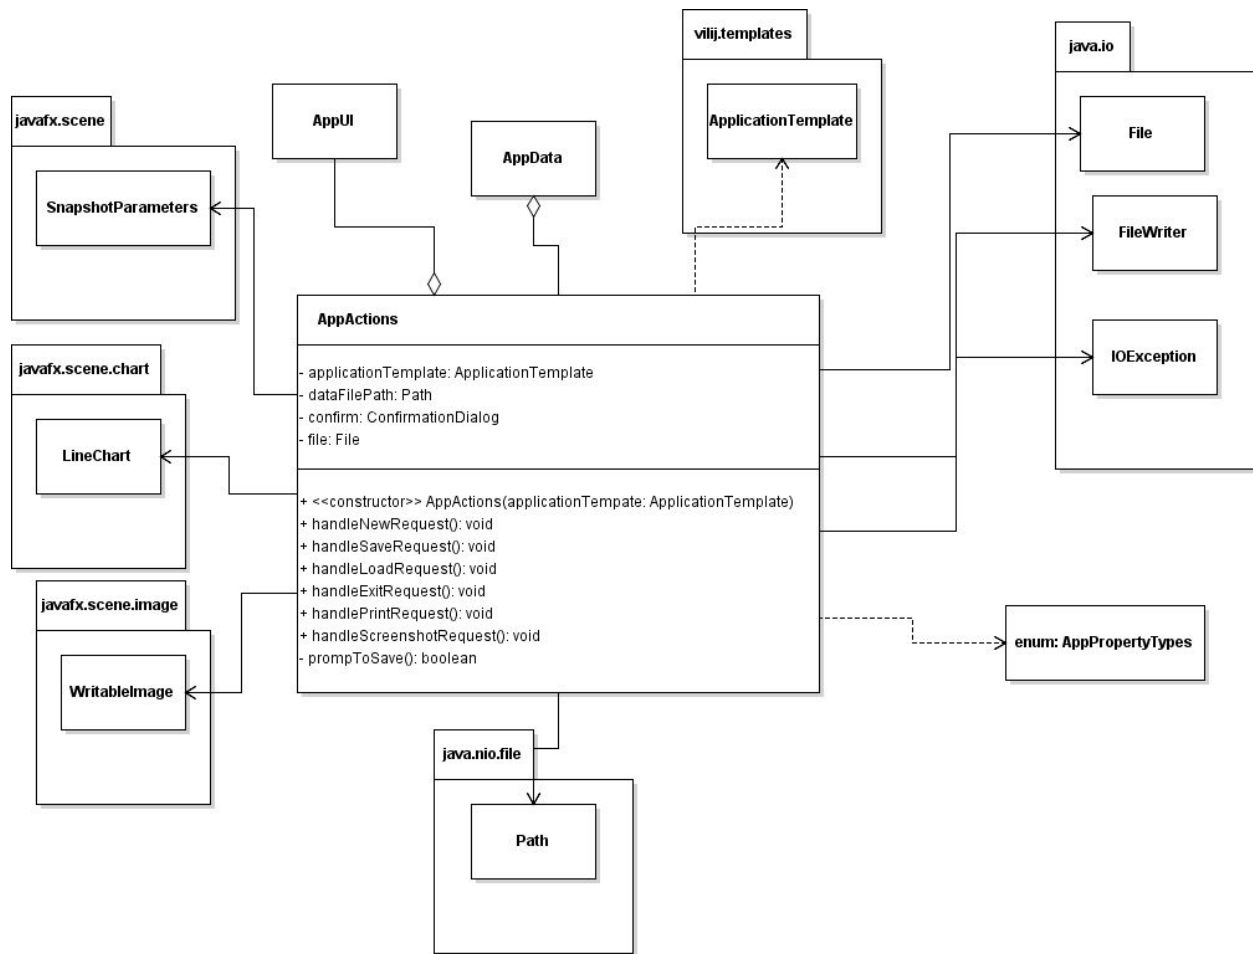 vilij.templates
java.io
ApplicationTemplate
javafx.scene
AppUI
File
AppData
SnapshotParameters
FileWriter
AppActions
IOException
javafx.scene.chart
- applicationTemplate: ApplicationTemplate
- dataFilePath: Path
- confirm: ConfirmationDialog
- file: File
LineChart
+ <<constructor>> AppActions(applicationTempate: ApplicationTemplate)
+ handleNewRequest(): void
+ handleSaveRequest(): void
+ handleLoadRequest(): void
+ handleExitRequest(): void
+ handlePrintRequest(): void
+ handleScreenshotRequest(): void
- prompToSave(): boolean
javafx.scene.image
WritableImage
enum: AppPropertyTypes
java.nio.file
Path